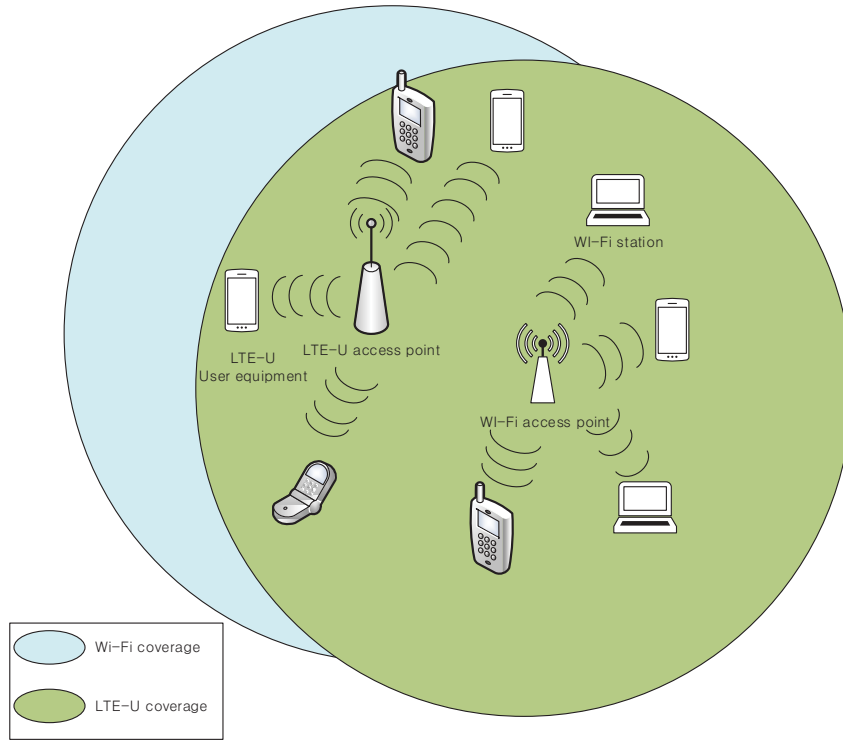 WI-Fi station
LTE-U access point
LTE-U
User equipment
WI-Fi access point
Wi-Fi coverage
LTE-U coverage